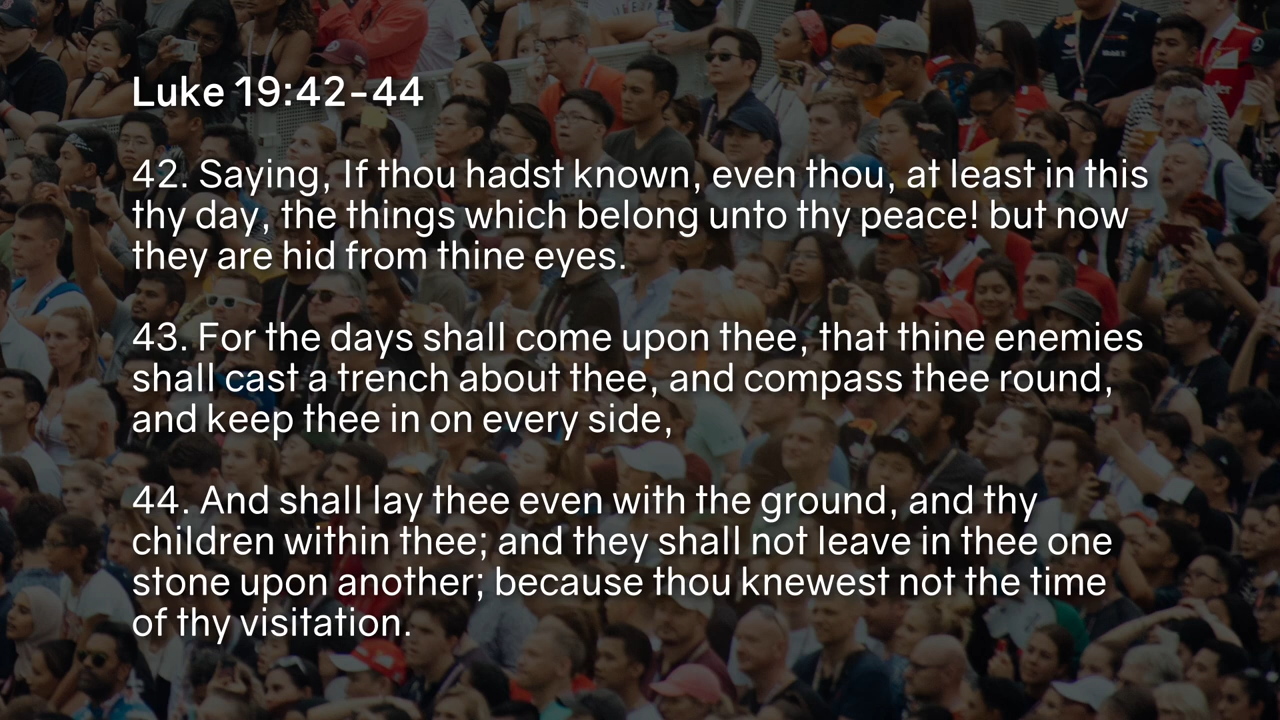 Luke 19:42-44
42. Saying, If thou hadst known, even thou, at least in this
thy day, the things which belong unto thy peace! but now
they are hid from thine eyes.
43. For the days shall come upon thee, that thine enemies
shall cast a trench about thee, and compass thee round,
and keep thee in on every side,
44. And shall lay thee even with the ground, and thy
children within thee; and they shall not leave in thee one
stone upon another; because thou knewest not the time
of thy visitation.